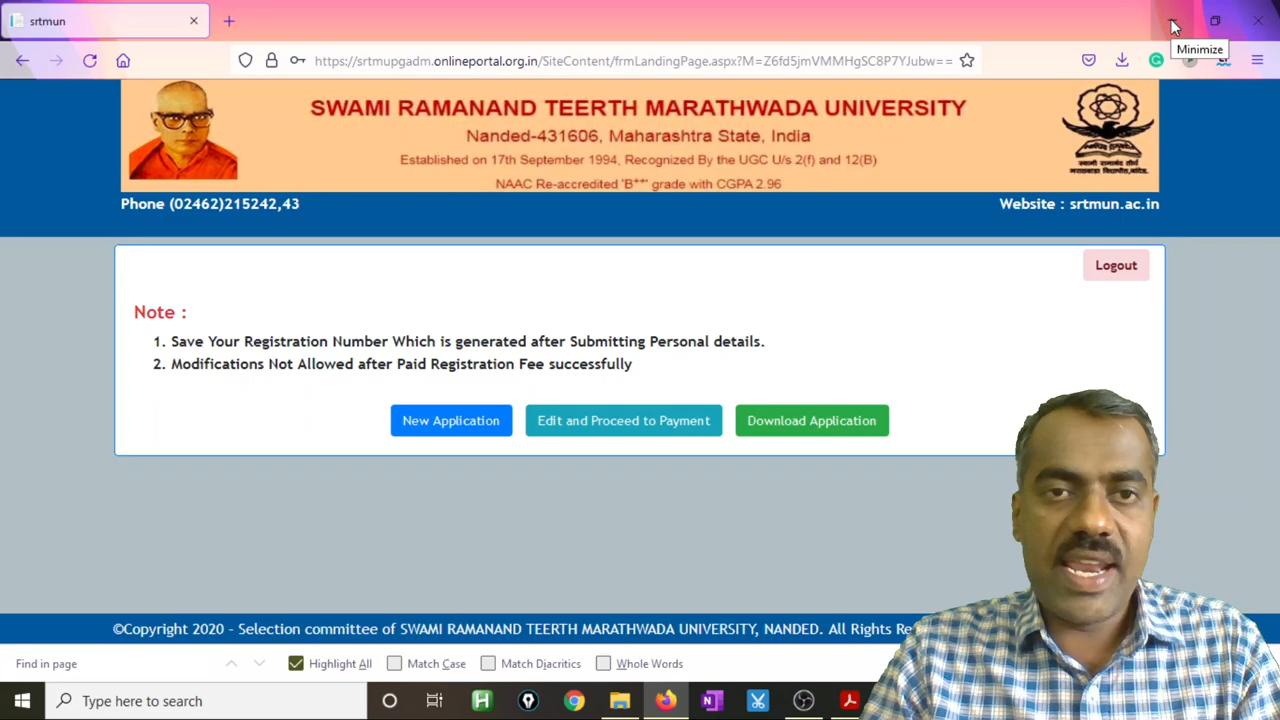 srtmun
Minimize
https://srtmupgadm.onlineportal.org.in/SiteContent/frmLandingPage.aspx?M=Z6fd5jmVMMHgSC8P7YJubw==
SWAMI RAMANAND TEERTH MARATHWADA UNIVERSITY
Nanded-431606, Maharashtra State, India
Established on 17th September 1994, Recognized By the UGC U/s 2(f) and 12(B)
NAAC Re-accredited 'B++' grade with CGPA 2.96
स्वामी रामानंद तीर्थ
मराठवाडा विद्यापीठ, नांदेड.
Phone (02462)215242,43
Website : srtmun.ac.in
Logout
Note :
1. Save Your Registration Number Which is generated after Submitting Personal details.
2. Modifications Not Allowed after Paid Registration Fee successfully
New Application
Edit and Proceed to Payment
Download Application
©Copyright 2020 - Selection committee of SWAMI RAMANAND TEERTH MARATHWADA UNIVERSITY, NANDED. All Rights Re
Find in page
Highlight All
Match Case
Match Diacritics
Whole Words
Type here to search